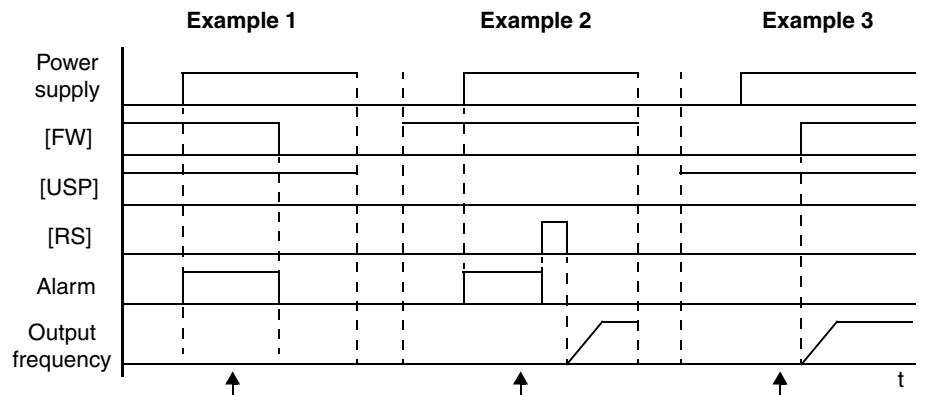 Example 1
Example 2
Example 3
Power
supply
[FW]
[USP]
[RS]
Alarm
Output
frequency
t